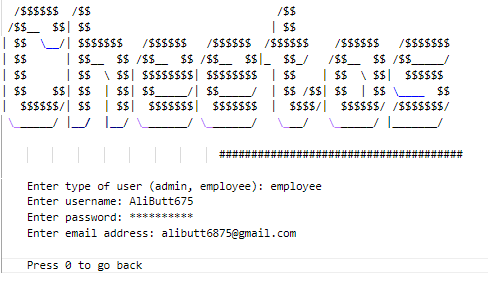 Cheetos
######################################
Enter type of user (admin, employee): employee
Enter username: AliButt675
Enter password: **********
Enter email address: alibutt6875@gmail.com
Press 0 to go back